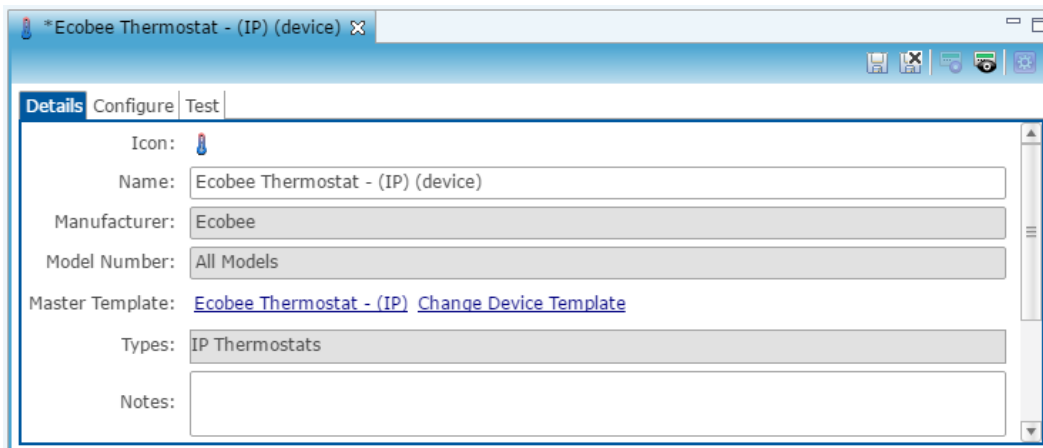 *Ecobee Thermostat - (IP) (device)
Details Configure Test
Icon:
Name: Ecobee Thermostat - (IP) (device)
Manufacturer: Ecobee
Model Number: All Models
Master Template: Ecobee Thermostat - (IP) Change Device Template
Types: IP Thermostats
Notes: